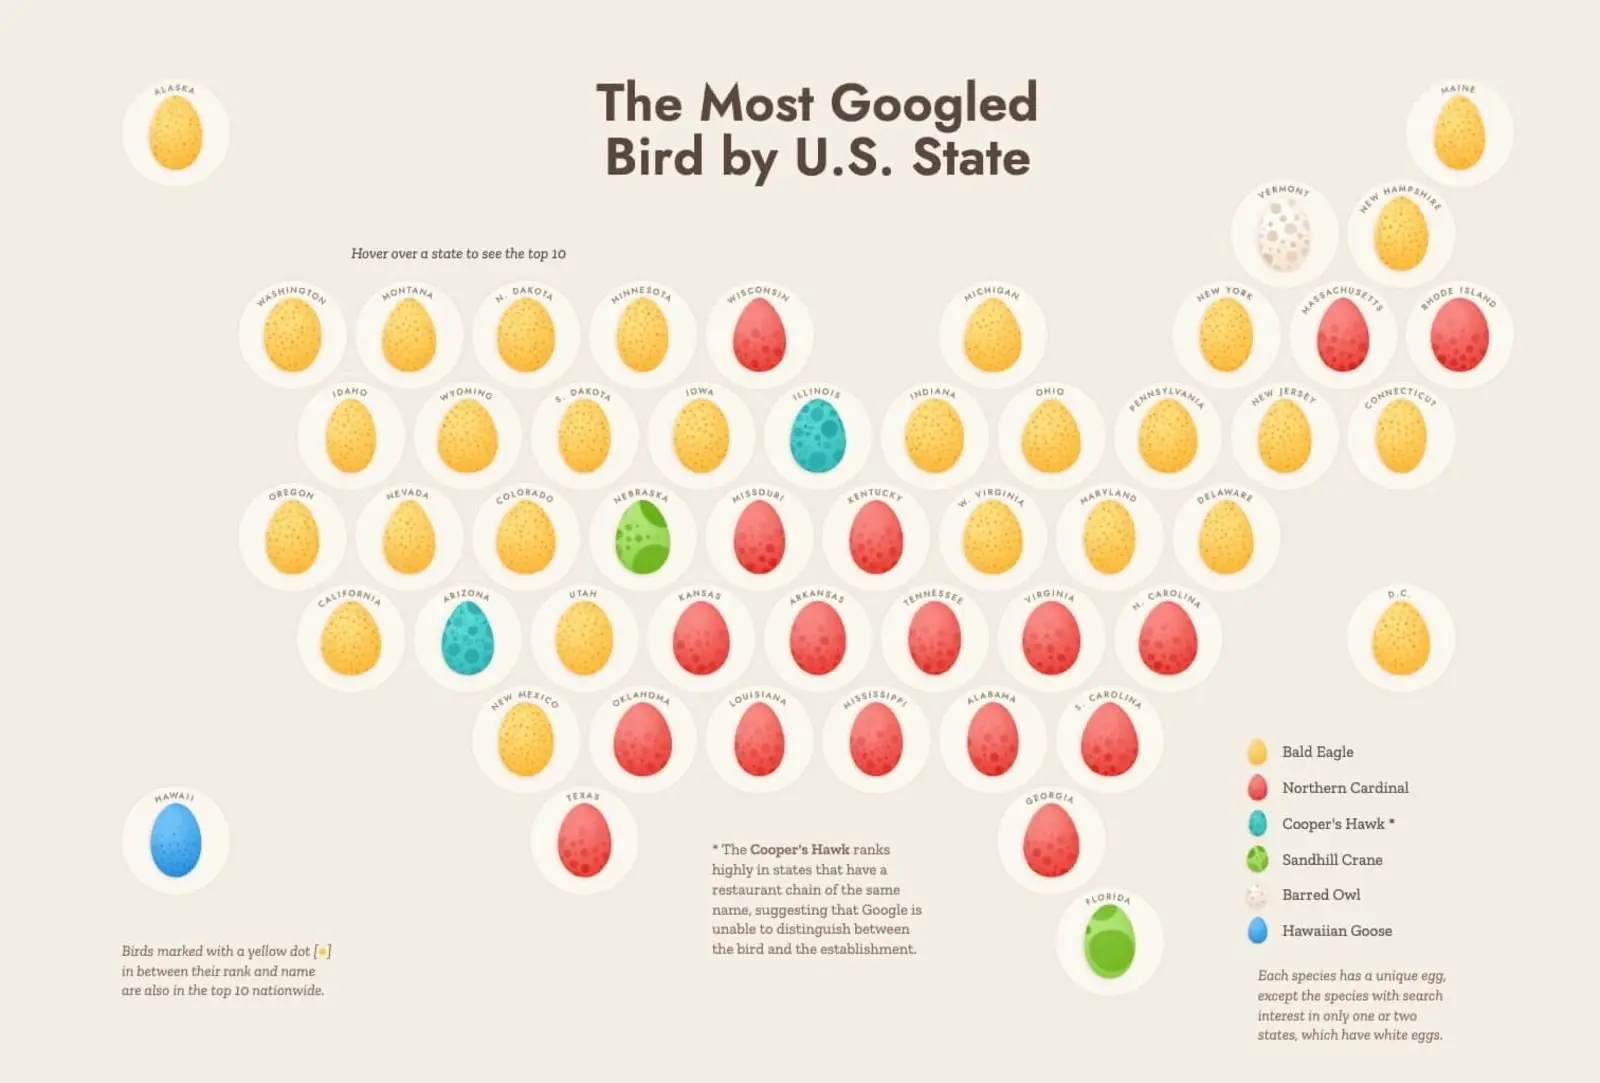 The Most Googled
Bird by U.S. State
ALASKA
MAINE
VERMONT
NEW HAMPSHIRE
Hover over a state to see the top 10
WASHINGTON
MONTANA
N. DAKOTA
MINNESOTA
WISCONSIN
MICHIGAN
NEW YORK
MASSACHUSETTS
RHODE ISLAND
IDAHO
WYOMING
S. DAKOTA
IOWA
ILLINOIS
INDIANA
OHIO
PENNSYLVANIA
NEW JERSEY
CONNECTICUT
OREGON
NEVADA
COLORADO
NEBRASKA
MISSOURI
KENTUCKY
W. VIRGINIA
MARYLAND
DELAWARE
CALIFORNIA
ARIZONA
UTAH
KANSAS
ARKANSAS
TENNESSEE
VIRGINIA
N. CAROLINA
D.C.
NEW MEXICO
OKLAHOMA
LOUISIANA
MISSISSIPPI
ALABAMA
S. CAROLINA
HAWAII
TEXAS
GEORGIA
FLORIDA
Bald Eagle
Northern Cardinal
Cooper's Hawk *
Sandhill Crane
Barred Owl
Hawaiian Goose
* The Cooper's Hawk ranks
highly in states that have a
restaurant chain of the same
name, suggesting that Google is
unable to distinguish between
the bird and the establishment.
Birds marked with a yellow dot [•]
in between their rank and name
are also in the top 10 nationwide.
Each species has a unique egg,
except the species with search
interest in only one or two
states, which have white eggs.